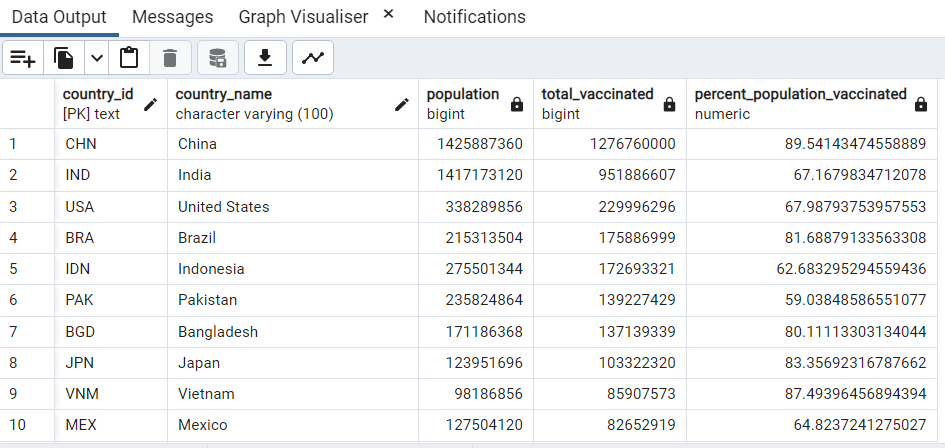 Data Output Messages Graph Visualiser × Notifications
country_id country_name population total_vaccinated percent_population_vaccinated
[PK] text character varying (100) bigint bigint numeric
1 CHN China 1425887360 1276760000 89.54143474558889
2 IND India 1417173120 951886607 67.1679834712078
3 USA United States 338289856 229996296 67.98793753957553
4 BRA Brazil 215313504 175886999 81.68879133563308
5 IDN Indonesia 275501344 172693321 62.683295294559436
6 PAK Pakistan 235824864 139227429 59.03848586551077
7 BGD Bangladesh 171186368 137139339 80.11113303134044
8 JPN Japan 123951696 103322320 83.35692316787662
9 VNM Vietnam 98186856 85907573 87.49396456894394
10 MEX Mexico 127504120 82652919 64.8237241275027